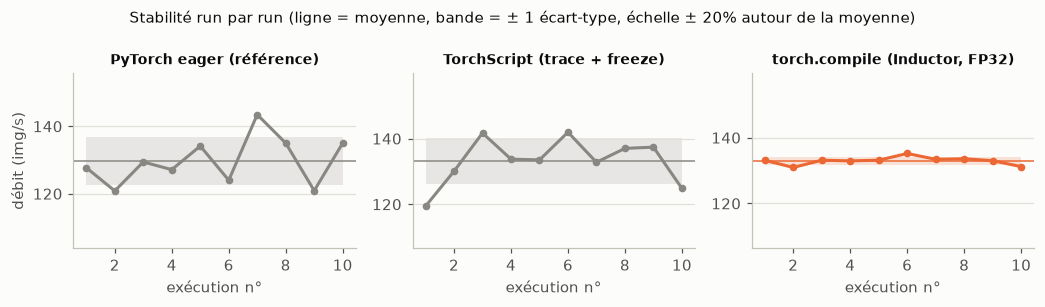 Stabilité run par run (ligne = moyenne, bande = ± 1 écart-type, échelle ± 20% autour de la moyenne)
PyTorch eager (référence)
débit (img/s)
140
120
2 4 6 8 10
exécution n°
TorchScript (trace + freeze)
140
120
2 4 6 8 10
exécution n°
torch.compile (Inductor, FP32)
140
120
2 4 6 8 10
exécution n°